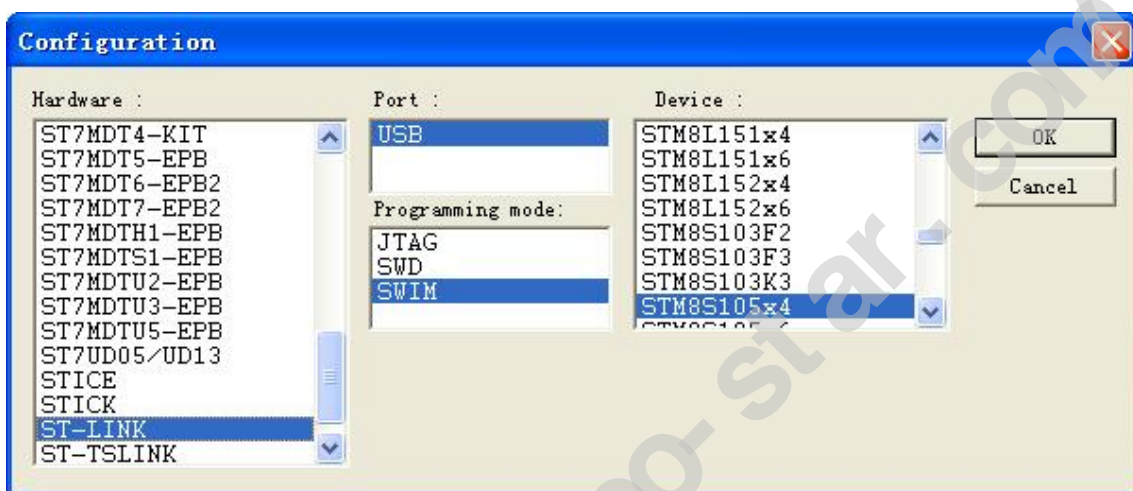 Configuration
Hardware :
ST7MDT4-KIT
ST7MDT5-EPB
ST7MDT6-EPB2
ST7MDT7-EPB2
ST7MDTH1-EPB
ST7MDTS1-EPB
ST7MDTU2-EPB
ST7MDTU3-EPB
ST7MDTU5-EPB
ST7UD05/UD13
STICE
STICK
ST-LINK
ST-TSLINK
Port :
USB
Programming mode:
JTAG
SWD
SWIM
Device :
STM8L151x4
STM8L151x6
STM8L152x4
STM8L152x6
STM8S103F2
STM8S103F3
STM8S103K3
STM8S105x4
OK
Cancel